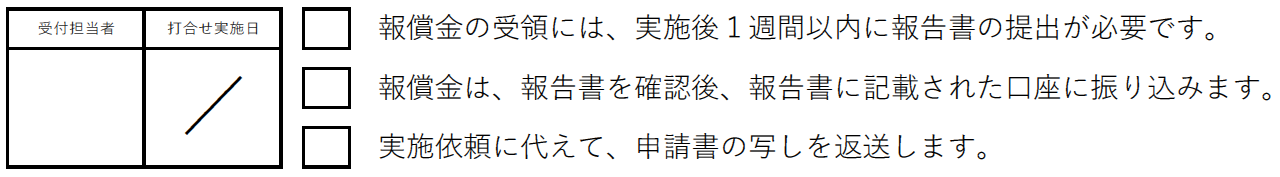 受付担当者
打合せ実施日
／
報償金の受領には、実施後１週間以内に報告書の提出が必要です。
報償金は、報告書を確認後、報告書に記載された口座に振り込みます。
実施依頼に代えて、申請書の写しを返送します。